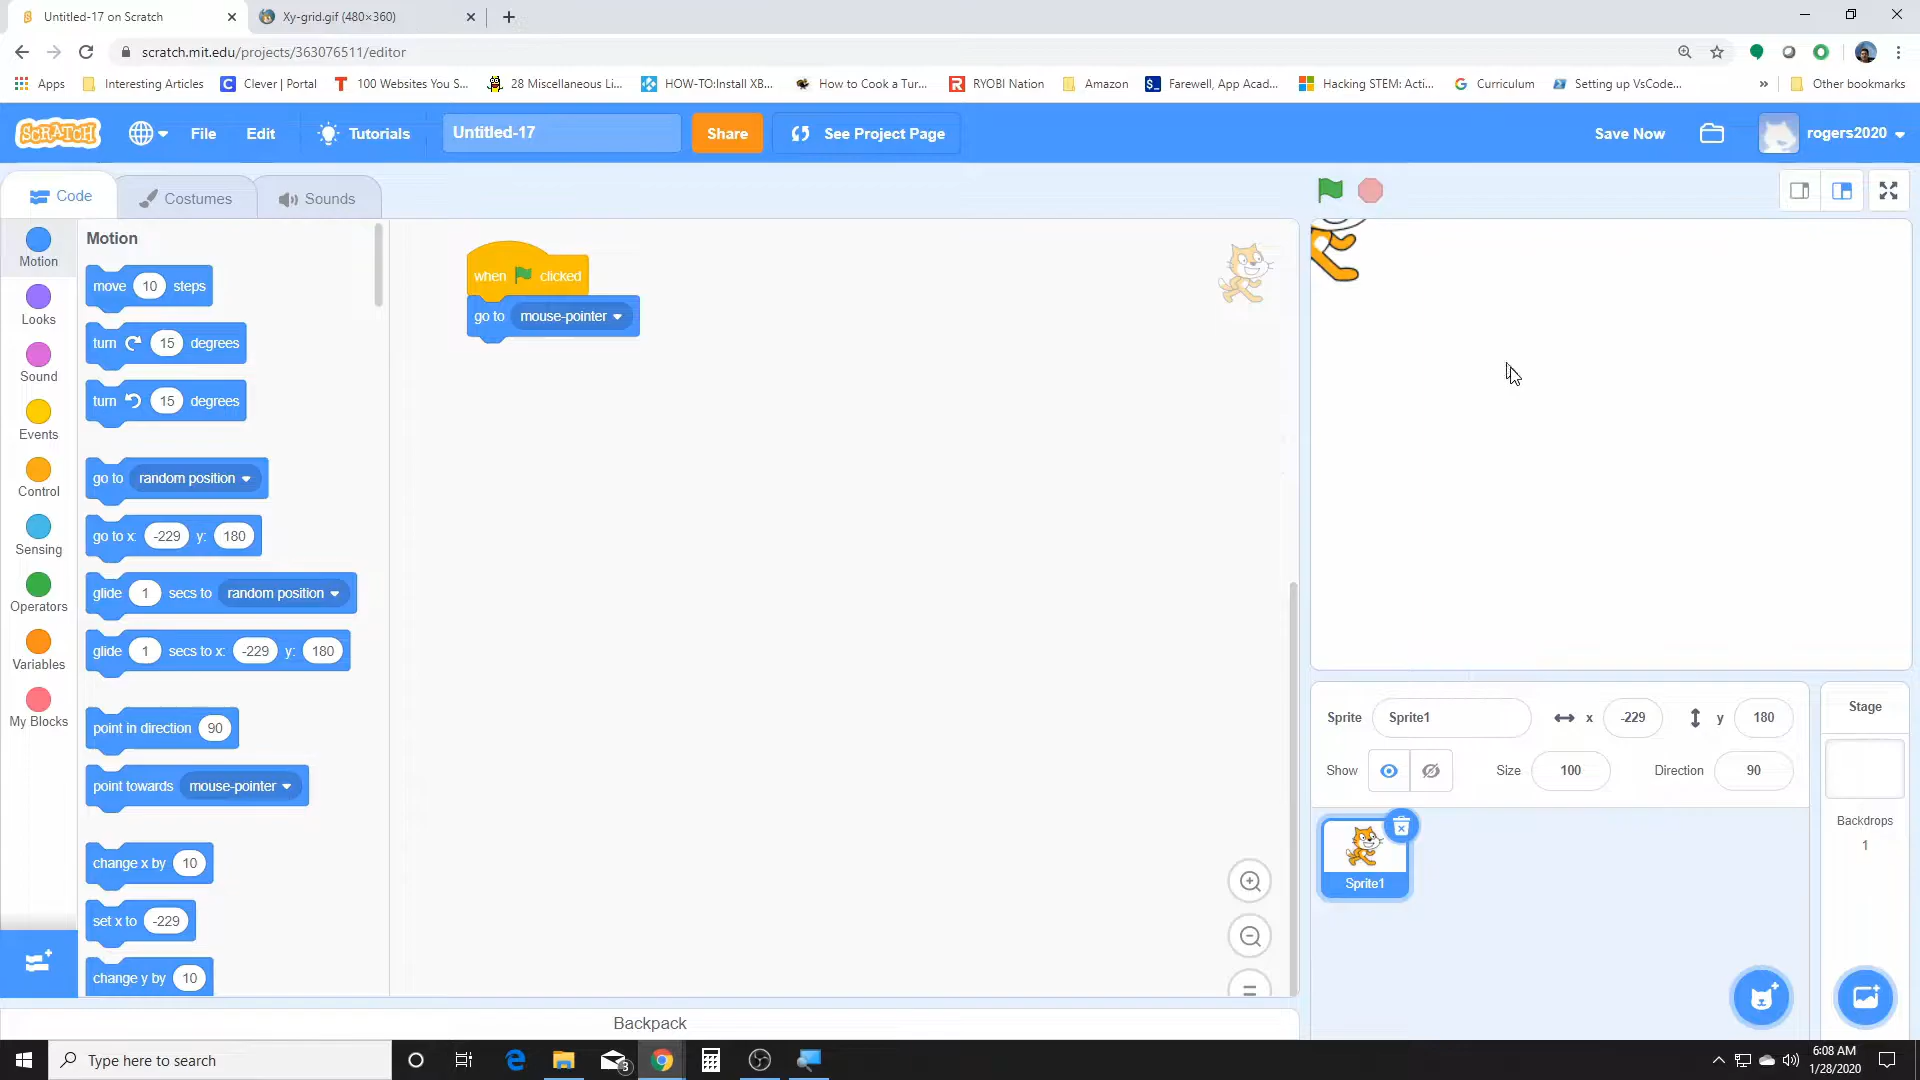 Untitled-17 on Scratch
Xy-grid.gif (480×360)
scratch.mit.edu/projects/363076511/editor
Apps
Interesting Articles
Clever | Portal
100 Websites You S...
28 Miscellaneous Li...
HOW-TO:Install XB...
How to Cook a Tur...
RYOBI Nation
Amazon
Farewell, App Acad...
Hacking STEM: Acti...
Curriculum
Setting up VsCode...
»
Other bookmarks
SCRATCH
File
Edit
Tutorials
Untitled-17
Share
See Project Page
Save Now
rogers2020
Code
Costumes
Sounds
Motion
Looks
Sound
Events
Control
Sensing
Operators
Variables
My Blocks
Motion
move 10 steps
turn 15 degrees
turn 15 degrees
go to random position
go to x: -229 y: 180
glide 1 secs to random position
glide 1 secs to x: -229 y: 180
point in direction 90
point towards mouse-pointer
change x by 10
set x to -229
change y by 10
when clicked
go to mouse-pointer
Sprite Sprite1 x -229 y 180
Show Size 100 Direction 90
Sprite1
Stage
Backdrops
1
Backpack
Type here to search
3
6:08 AM
1/28/2020